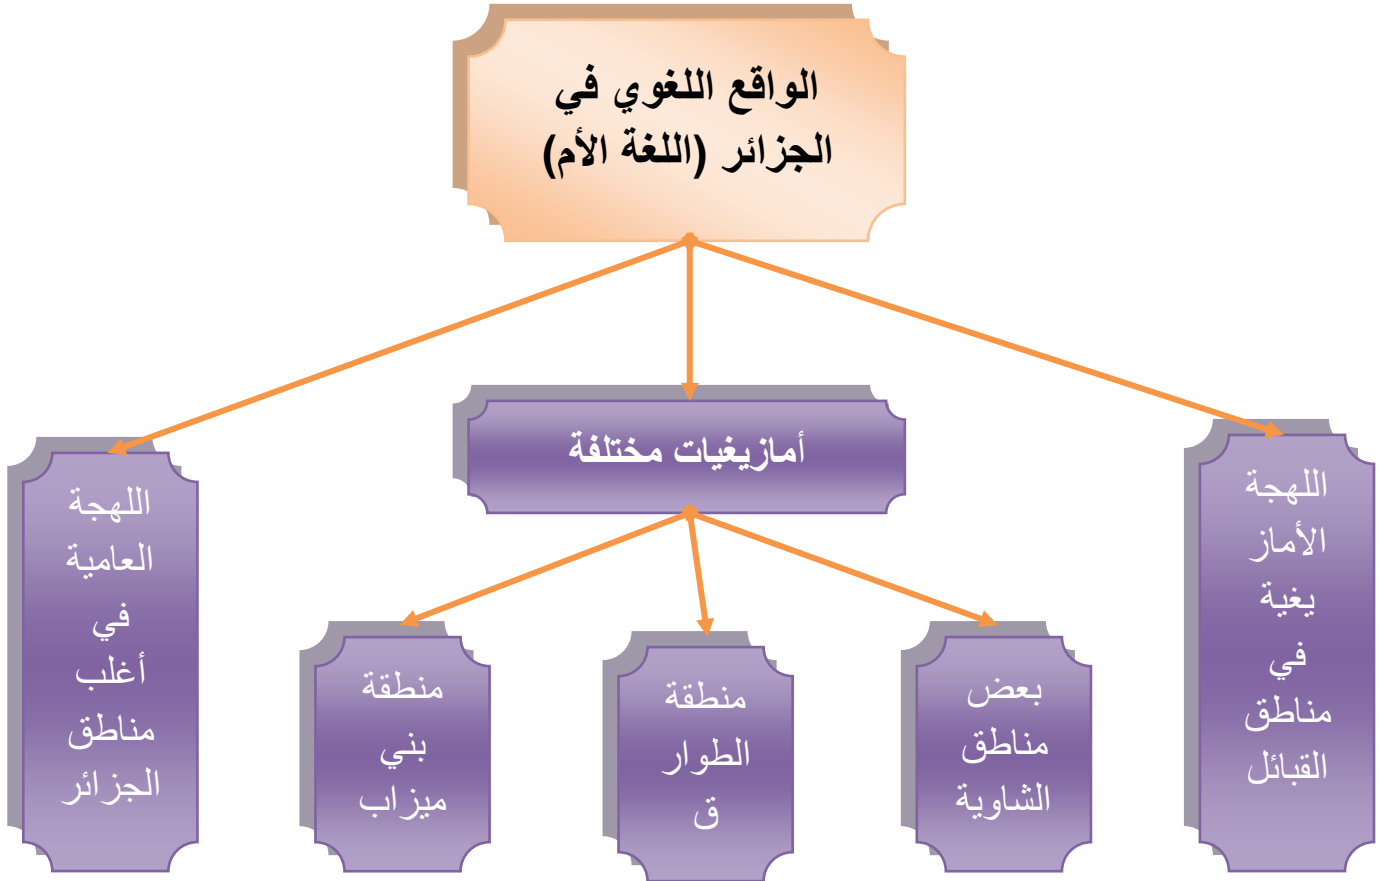 الواقع اللغوي في
الجزائر (اللغة الأم)
أمازيغيات مختلفة
اللهجة
الأماز
يغية
في
مناطق
القبائل
بعض
مناطق
الشاوية
منطقة
الطوار
ق
منطقة
بني
ميزاب
اللهجة
العامية
في
أغلب
مناطق
الجزائر